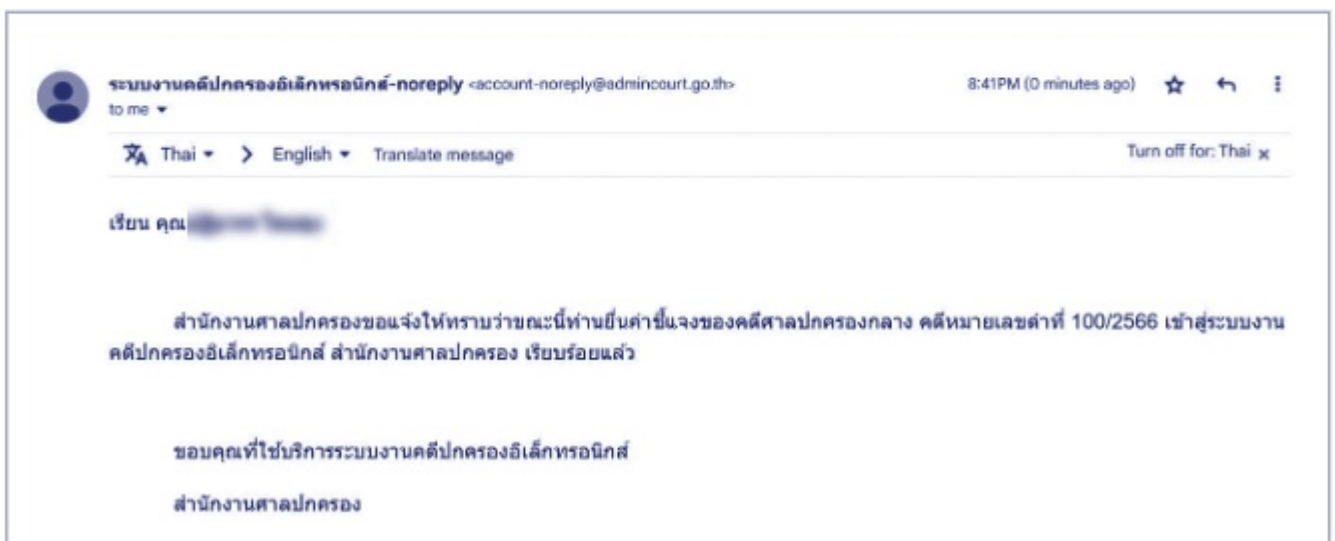 ระบบงานคดีปกครองอิเล็กทรอนิกส์-noreply <account-noreply@admincourt.go.th>
8:41PM (0 minutes ago)
to me
Thai > English Translate message
Turn off for: Thai x
เรียน คุณ
สำนักงานศาลปกครองขอแจ้งให้ทราบว่าขณะนี้ท่านยื่นคำชี้แจงของคดีศาลปกครองกลาง คดีหมายเลขดำที่ 100/2566 เข้าสู่ระบบงาน
คดีปกครองอิเล็กทรอนิกส์ สำนักงานศาลปกครอง เรียบร้อยแล้ว
ขอบคุณที่ใช้บริการระบบงานคดีปกครองอิเล็กทรอนิกส์
สำนักงานศาลปกครอง